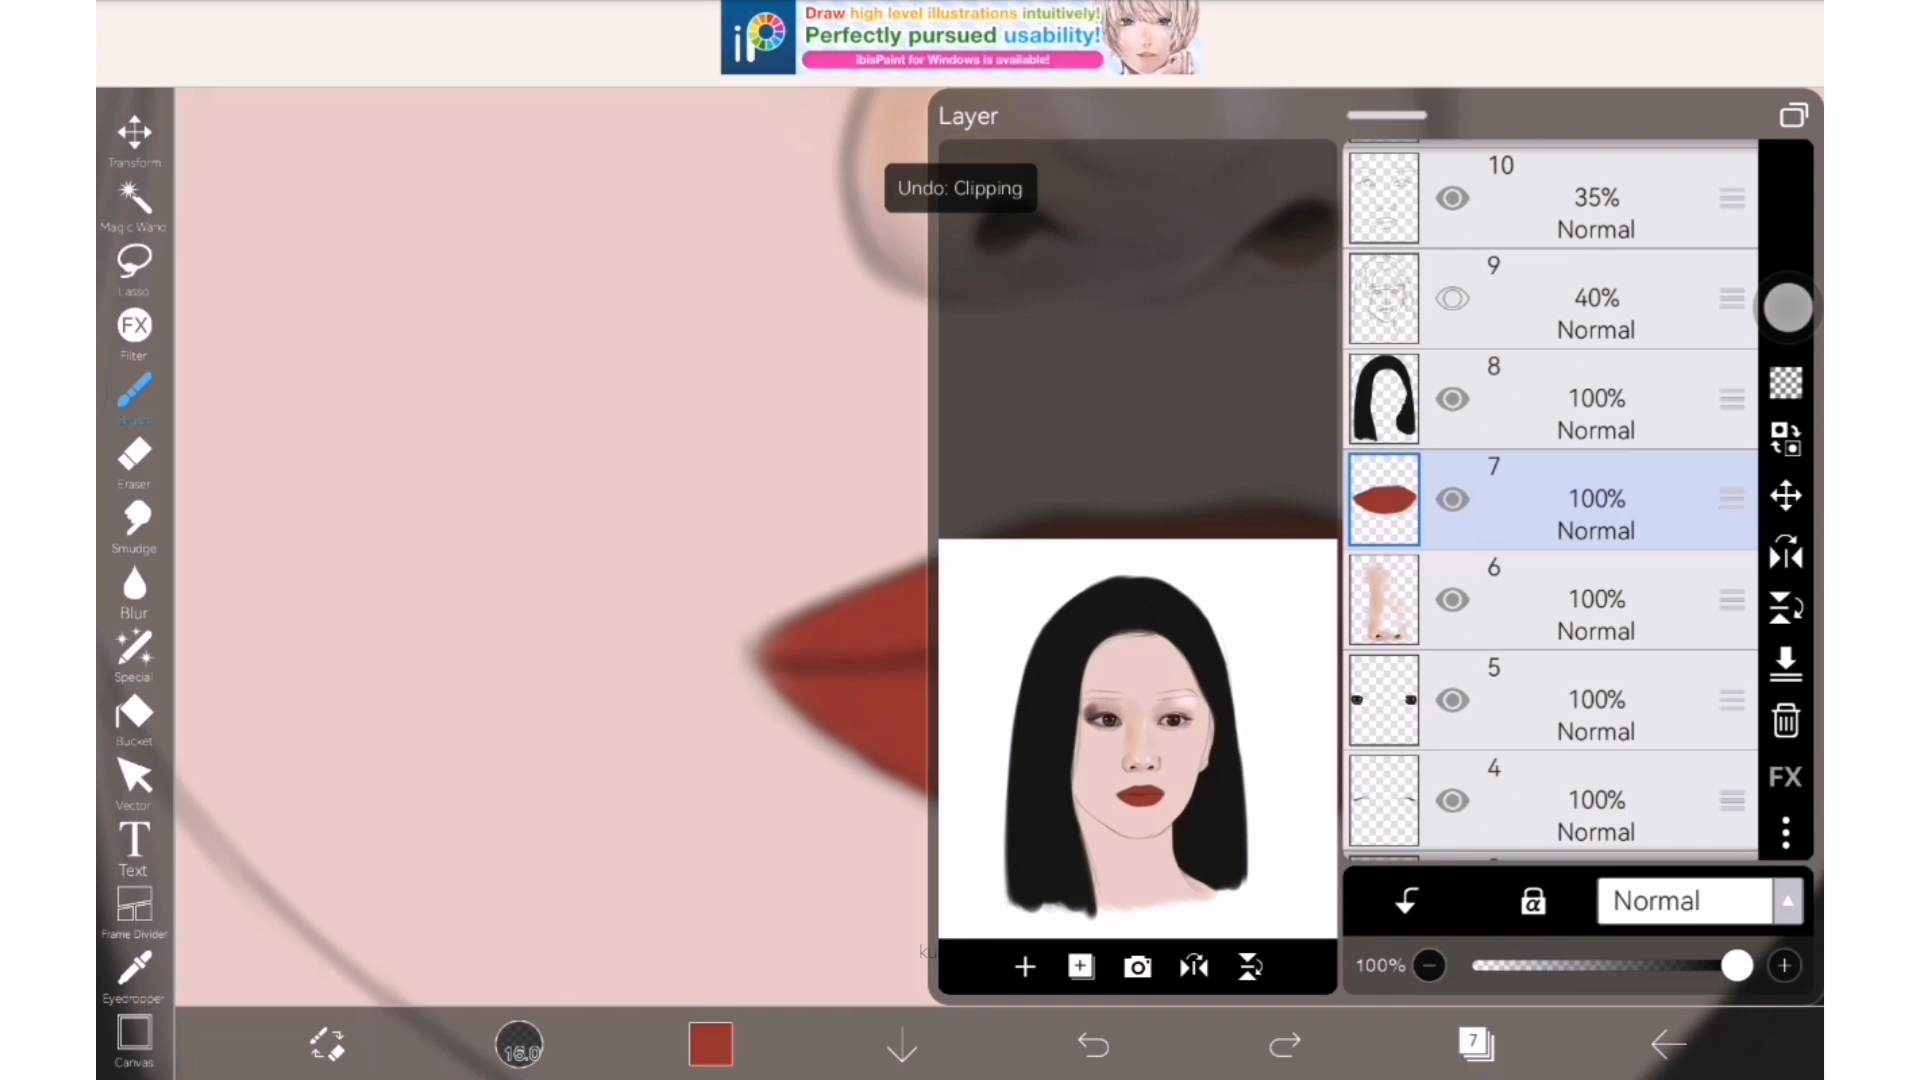 iP
Draw high level illustrations intuitively!
Perfectly pursued usability!
ibisPaint for Windows is available!
Layer
Undo: Clipping
Transform
Magic Wand
Lasso
FX
Filter
Brush
Eraser
Smudge
Blur
Special
Bucket
Vector
T
Text
Frame Divider
Eyedropper
Canvas
10
35%
Normal
9
40%
Normal
8
100%
Normal
7
100%
Normal
6
100%
Normal
5
100%
Normal
4
100%
Normal
FX
α
Normal
100%
16.0
7